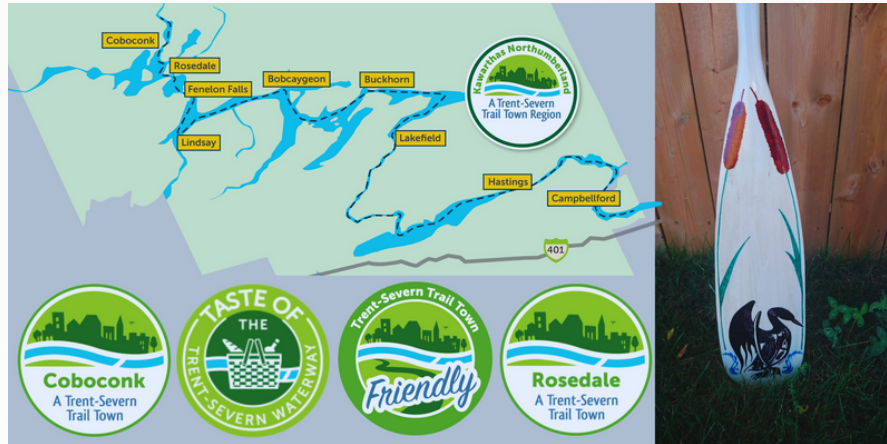 Coboconk
Rosedale
Fenelon Falls
Bobcaygeon
Buckhorn
Kawarthas Northumberland
A Trent-Severn
Trail Town Region
Lindsay
Lakefield
Hastings
Campbellford
401
Coboconk
A Trent-Severn
Trail Town
TASTE OF
THE
TRENT-SEVERN WATERWAY
Trent-Severn Trail Town
Friendly
Rosedale
A Trent-Severn
Trail Town